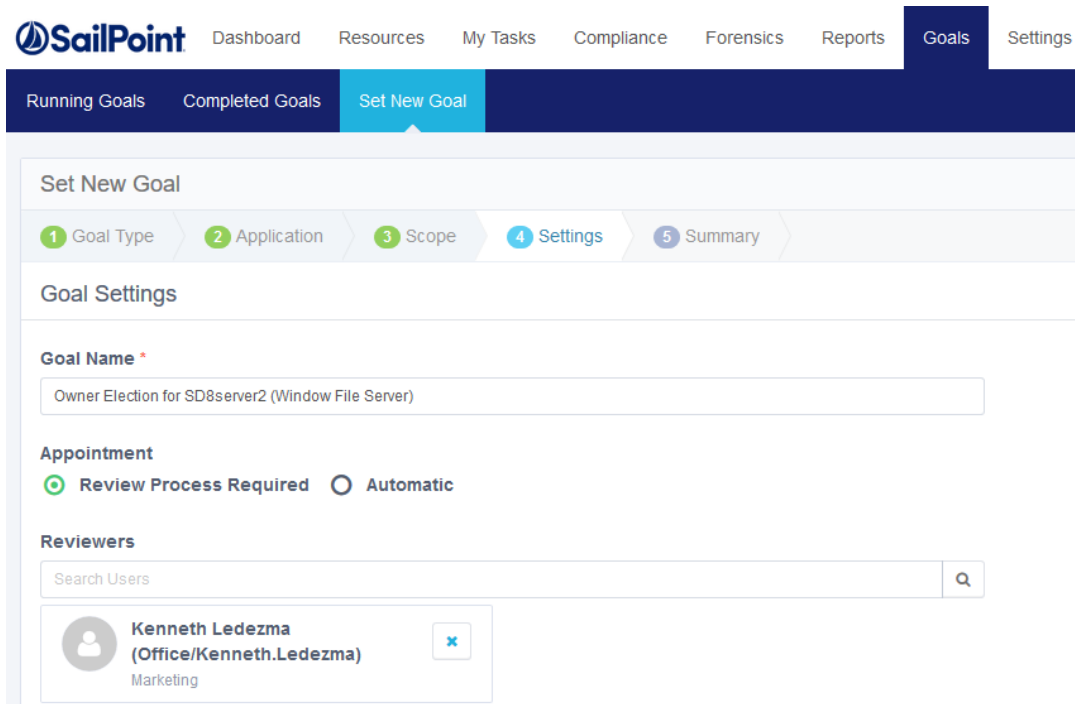 SailPoint Dashboard Resources My Tasks Compliance Forensics Reports Goals Settings
Running Goals Completed Goals Set New Goal
Set New Goal
1 Goal Type 2 Application 3 Scope 4 Settings 5 Summary
Goal Settings
Goal Name *
Owner Election for SD8server2 (Window File Server)
Appointment
Review Process Required Automatic
Reviewers
Search Users
Kenneth Ledezma
(Office/Kenneth.Ledezma)
Marketing